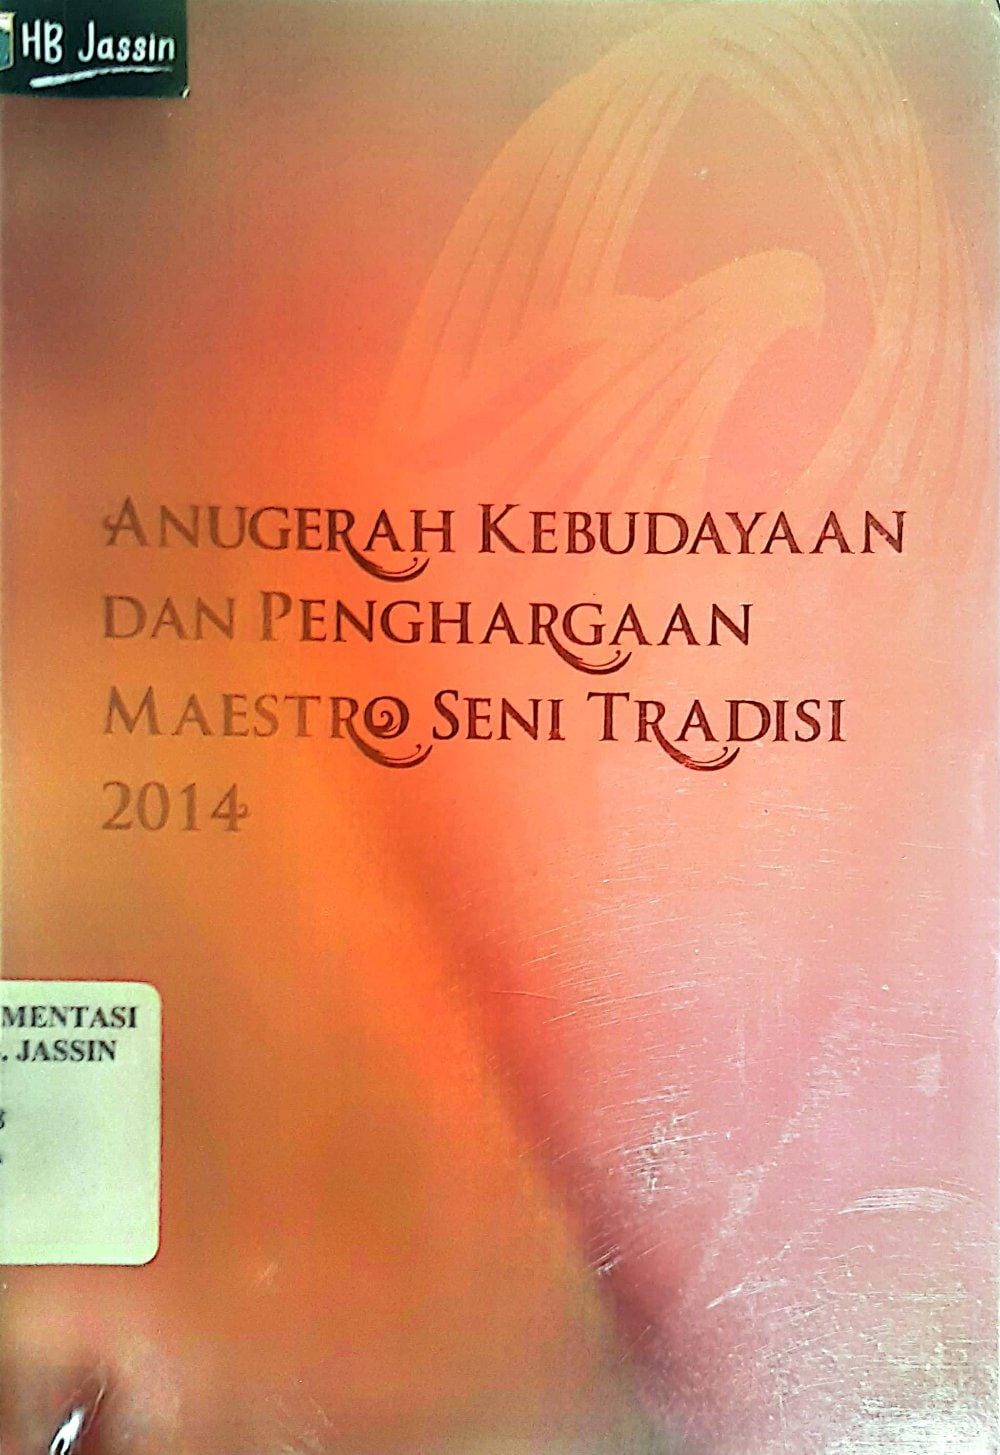 HB Jassin
ANUGERAH KEBUDAYAAN
DAN PENGHARGAAN
MAESTRO SENI TRADISI
2014
MENTASI
. JASSIN